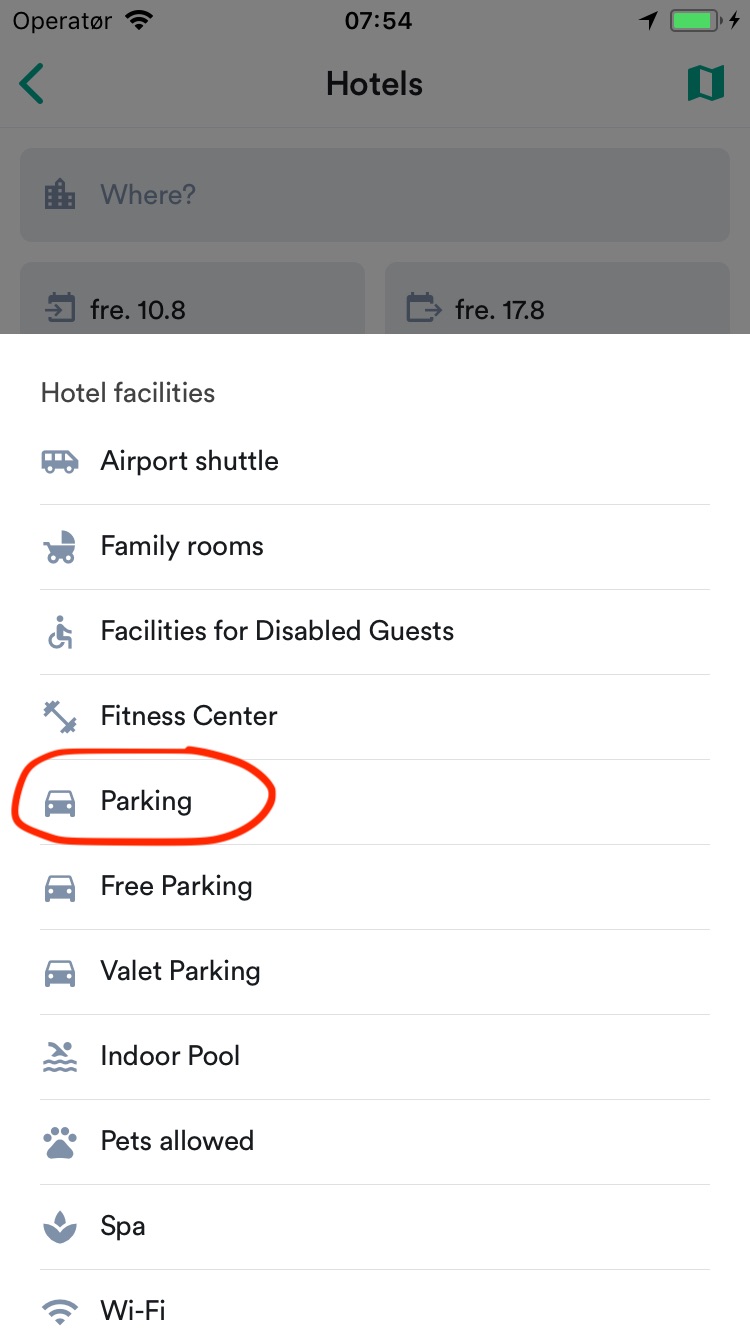 Operatør 07:54
Hotels
Where?
fre. 10.8 fre. 17.8
Hotel facilities
Airport shuttle
Family rooms
Facilities for Disabled Guests
Fitness Center
Parking
Free Parking
Valet Parking
Indoor Pool
Pets allowed
Spa
Wi-Fi